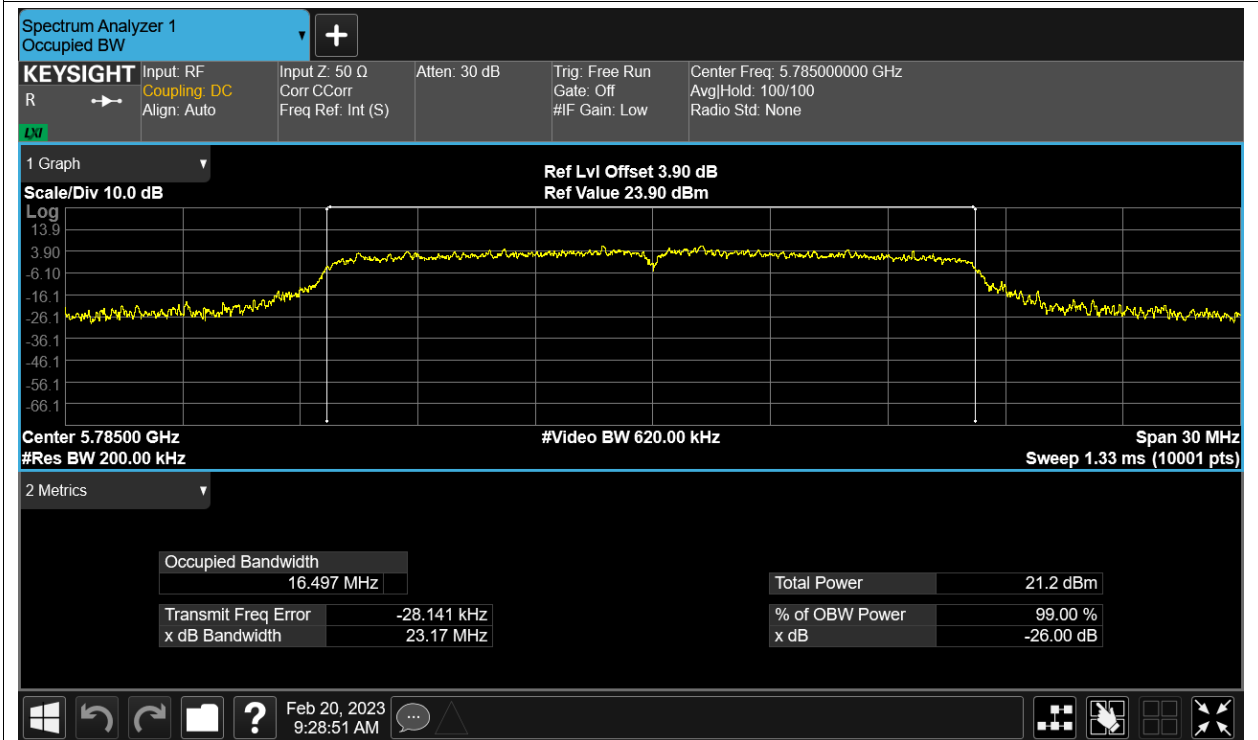 Spectrum Analyzer 1
Occupied BW
KEYSIGHT
R
LXI
Input: RF
Coupling: DC
Align: Auto
Input Z: 50 Ω
Corr CCorr
Freq Ref: Int (S)
Atten: 30 dB
Trig: Free Run
Gate: Off
#IF Gain: Low
Center Freq: 5.785000000 GHz
Avg|Hold: 100/100
Radio Std: None
1 Graph
Scale/Div 10.0 dB
Ref Lvl Offset 3.90 dB
Ref Value 23.90 dBm
Log
13.9
3.90
-6.10
-16.1
-26.1
-36.1
-46.1
-56.1
-66.1
Center 5.78500 GHz
#Res BW 200.00 kHz
#Video BW 620.00 kHz
Span 30 MHz
Sweep 1.33 ms (10001 pts)
2 Metrics
Occupied Bandwidth
16.497 MHz
Transmit Freq Error -28.141 kHz
x dB Bandwidth 23.17 MHz
Total Power 21.2 dBm
% of OBW Power 99.00 %
x dB -26.00 dB
Feb 20, 2023
9:28:51 AM